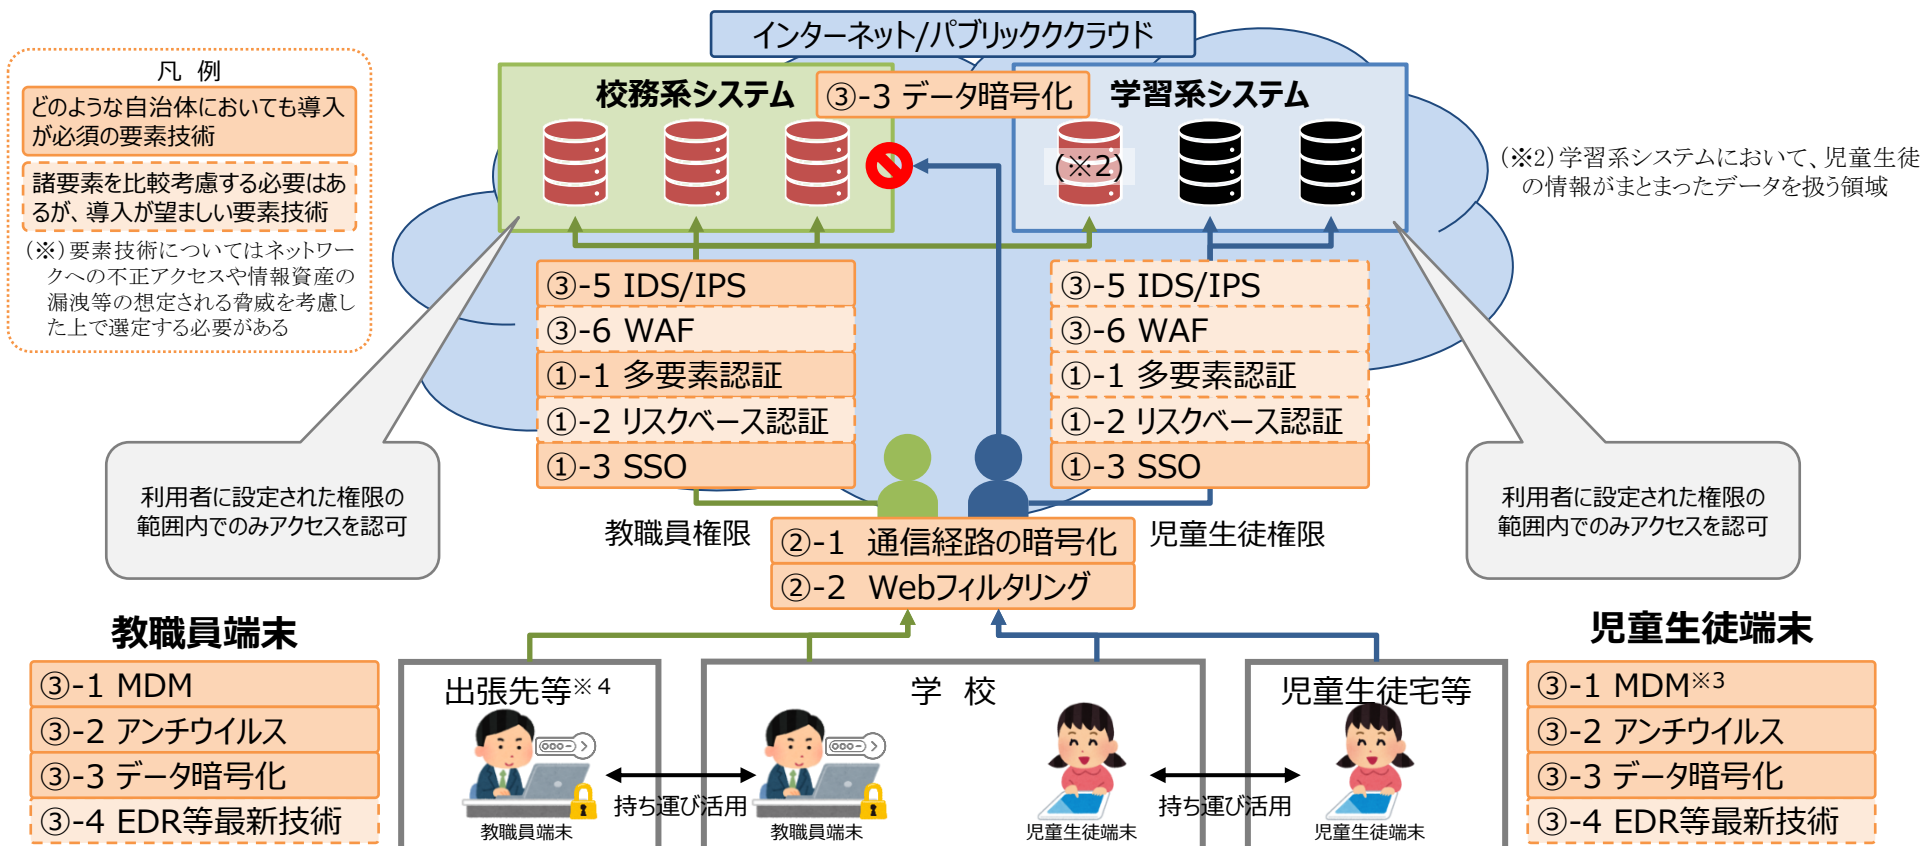 インターネット/パブリッククラウド
凡 例
どのような自治体においても導入
が必須の要素技術
諸要素を比較考慮する必要はあ
るが、導入が望ましい要素技術
(※)要素技術についてはネットワー
クへの不正アクセスや情報資産の
漏洩等の想定される脅威を考慮し
た上で選定する必要がある
校務系システム
③-3 データ暗号化
学習系システム
(※2)
(※2)学習系システムにおいて、児童生徒
の情報がまとまったデータを扱う領域
③-5 IDS/IPS
③-6 WAF
①-1 多要素認証
①-2 リスクベース認証
①-3 SSO
③-5 IDS/IPS
③-6 WAF
①-1 多要素認証
①-2 リスクベース認証
①-3 SSO
利用者に設定された権限の
範囲内でのみアクセスを認可
利用者に設定された権限の
範囲内でのみアクセスを認可
教職員権限
児童生徒権限
②-1 通信経路の暗号化
②-2 Webフィルタリング
教職員端末
③-1 MDM
③-2 アンチウイルス
③-3 データ暗号化
③-4 EDR等最新技術
出張先等※4
教職員端末
持ち運び活用
学 校
教職員端末
児童生徒端末
持ち運び活用
児童生徒宅等
児童生徒端末
児童生徒端末
③-1 MDM※3
③-2 アンチウイルス
③-3 データ暗号化
③-4 EDR等最新技術